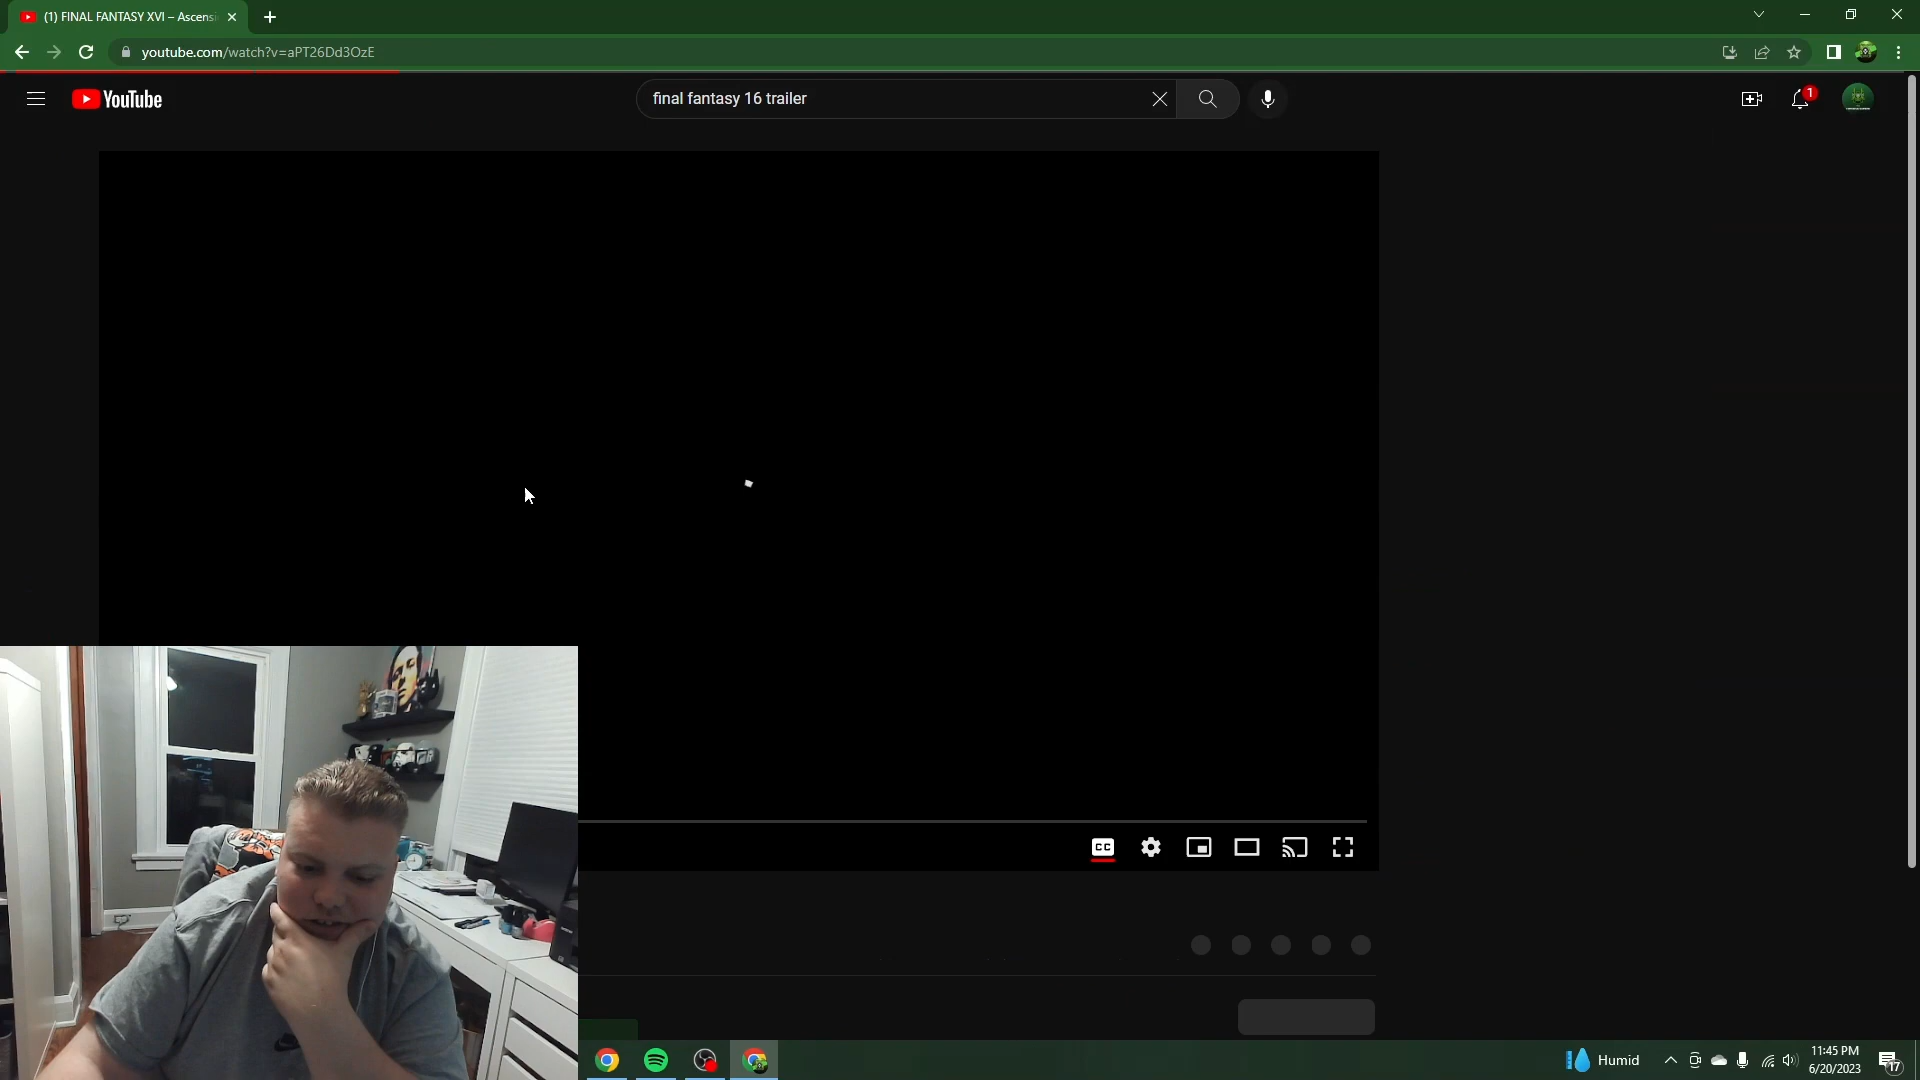 (1) FINAL FANTASY XVI – Ascensi
youtube.com/watch?v=aPT26Dd3OzE
YouTube
final fantasy 16 trailer
1
CC
Humid
11:45 PM
6/20/2023
17